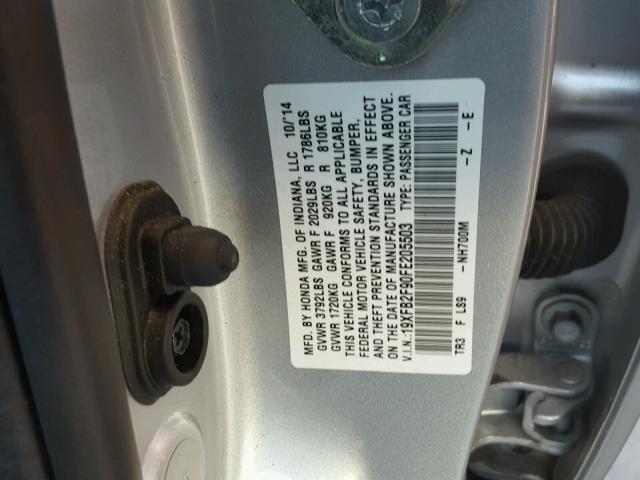 MFD. BY HONDA MFG. OF INDIANA, LLC 10/'14
GVWR 3792LBS GAWR F 2029LBS R 1786LBS
GVWR 1720KG GAWR F 920KG R 810KG
THIS VEHICLE CONFORMS TO ALL APPLICABLE
FEDERAL MOTOR VEHICLE SAFETY, BUMPER,
AND THEFT PREVENTION STANDARDS IN EFFECT
ON THE DATE OF MANUFACTURE SHOWN ABOVE.
V.I.N.:19XFB2F90FE205503 TYPE: PASSENGER CAR
TR3 F LS9 -NH700M -Z -E